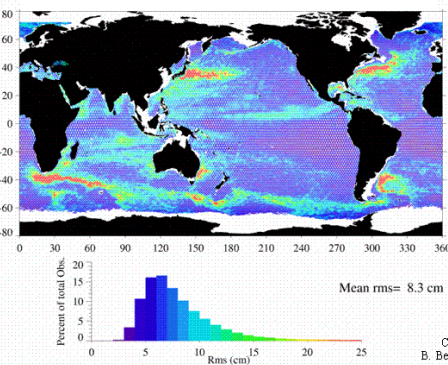 80
60
40
20
0
-20
-40
-60
-80
0 30 60 90 120 150 180 210 240 270 300 330 360
Percent of total Obs.
20
15
10
5
0
0 5 10 15 20 25
Rms (cm)
Mean rms= 8.3 cm
C
B. Be